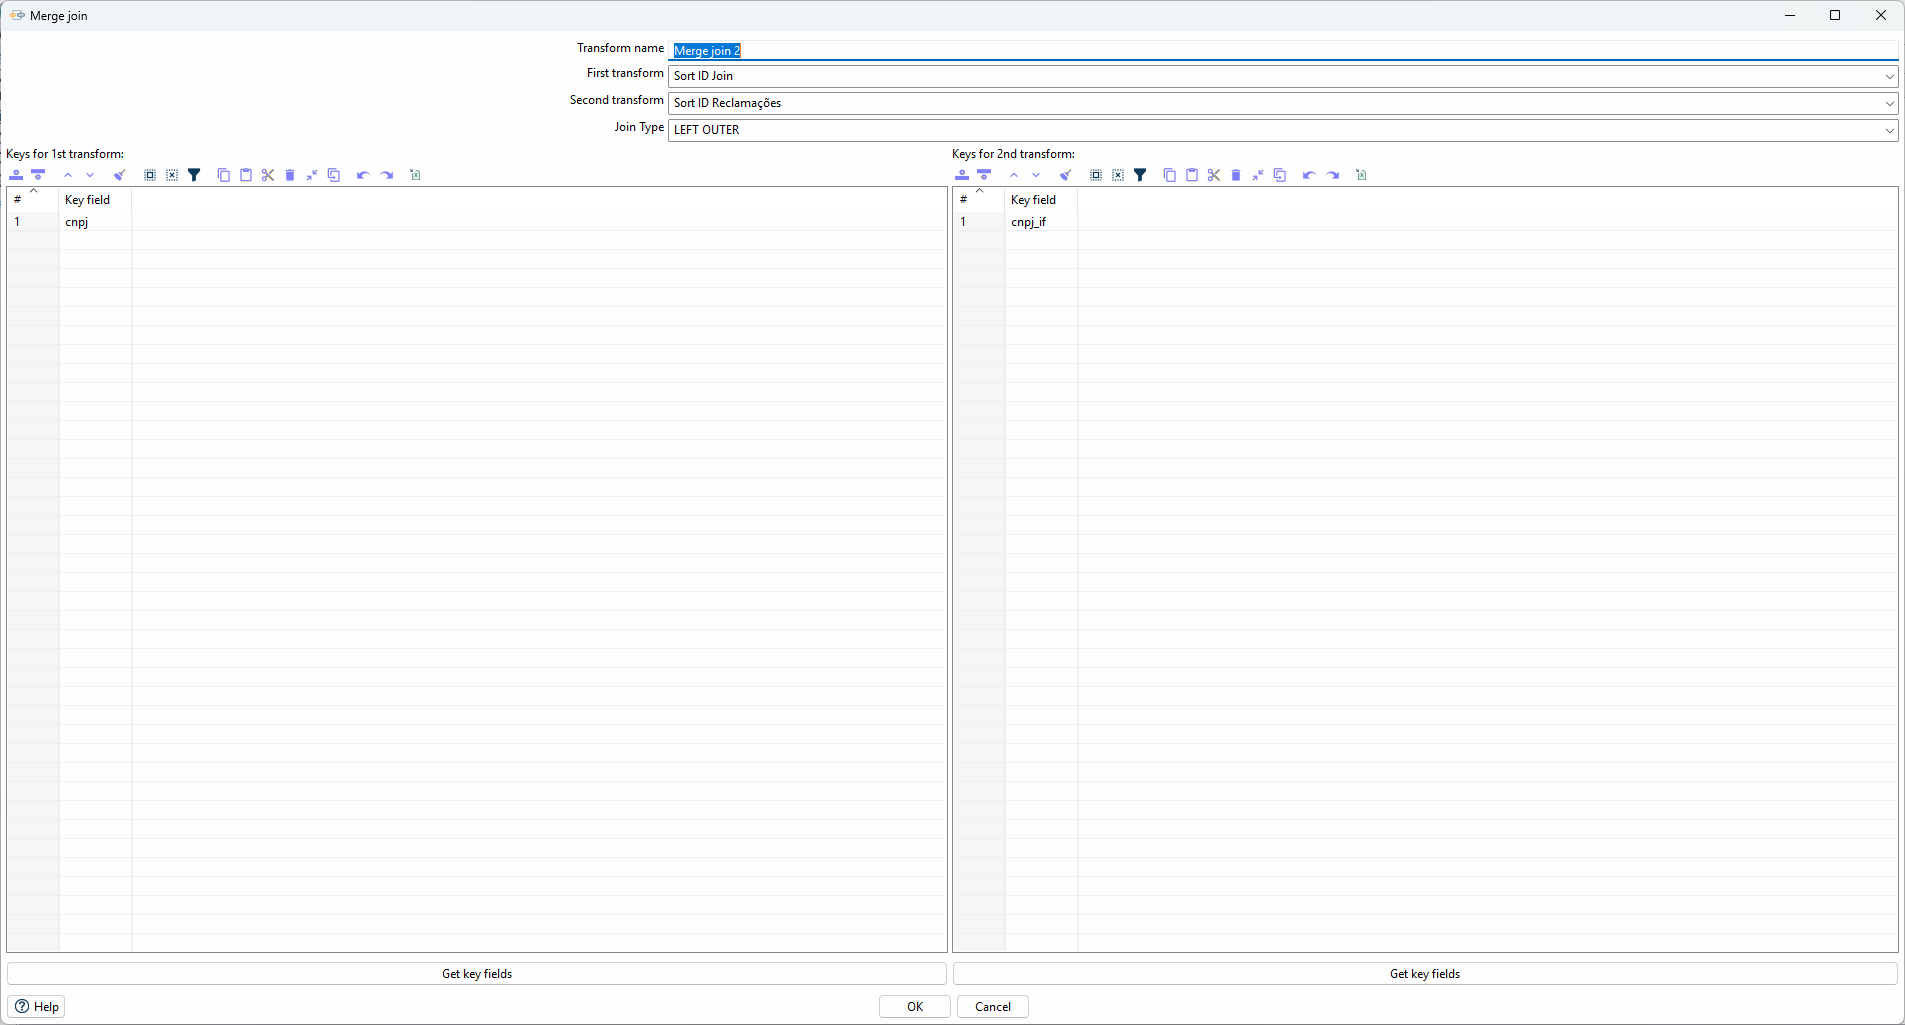 Merge join
Transform name Merge join 2
First transform Sort ID Join
Second transform Sort ID Reclamações
Join Type LEFT OUTER
Keys for 1st transform:
# Key field
1 cnpj
Get key fields
Keys for 2nd transform:
# Key field
1 cnpj_if
Get key fields
Help
OK
Cancel